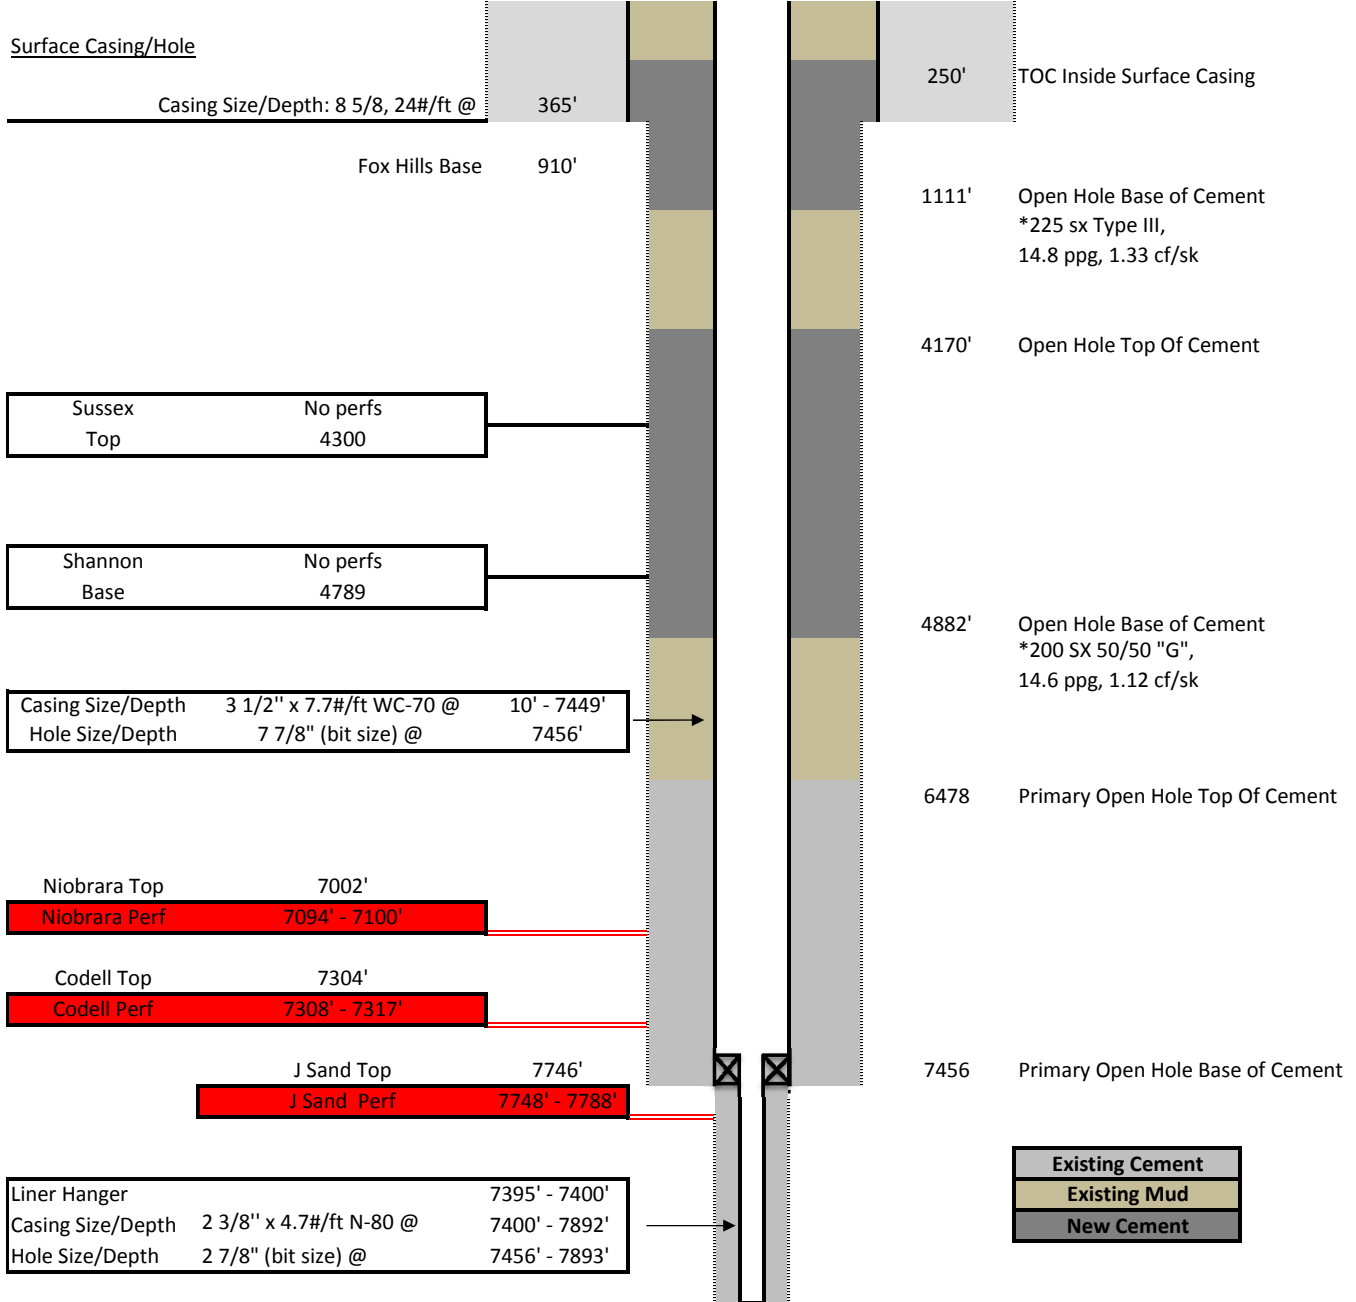 Surface Casing/Hole
250' TOC Inside Surface Casing
Casing Size/Depth: 8 5/8, 24#/ft @ 365'
Fox Hills Base 910'
1111' Open Hole Base of Cement
*225 sx Type III,
14.8 ppg, 1.33 cf/sk
4170' Open Hole Top Of Cement
Sussex No perfs
Top 4300
Shannon No perfs
Base 4789
4882' Open Hole Base of Cement
*200 SX 50/50 "G",
14.6 ppg, 1.12 cf/sk
Casing Size/Depth 3 1/2'' x 7.7#/ft WC-70 @ 10' - 7449'
Hole Size/Depth 7 7/8" (bit size) @ 7456'
6478 Primary Open Hole Top Of Cement
Niobrara Top 7002'
Niobrara Perf 7094' - 7100'
Codell Top 7304'
Codell Perf 7308' - 7317'
J Sand Top 7746'
7456 Primary Open Hole Base of Cement
J Sand Perf 7748' - 7788'
Existing Cement
Existing Mud
New Cement
Liner Hanger 7395' - 7400'
Casing Size/Depth 2 3/8'' x 4.7#/ft N-80 @ 7400' - 7892'
Hole Size/Depth 2 7/8" (bit size) @ 7456' - 7893'